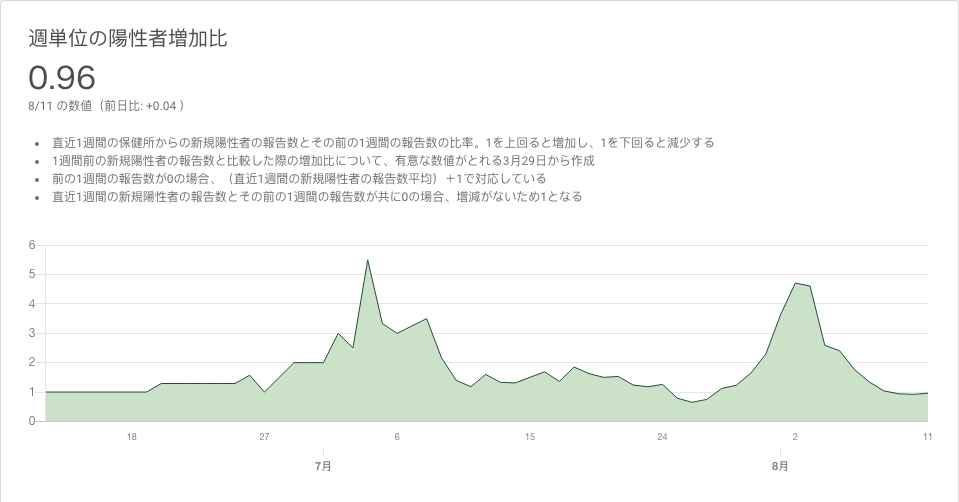 週単位の陽性者増加比
0.96
8/11 の数値（前日比: +0.04 ）
直近1週間の保健所からの新規陽性者の報告数とその前の1週間の報告数の比率。1を上回ると増加し、1を下回ると減少する
1週間前の新規陽性者の報告数と比較した際の増加比について、有意な数値がとれる3月29日から作成
前の1週間の報告数が0の場合、（直近1週間の新規陽性者の報告数平均）＋1で対応している
直近1週間の新規陽性者の報告数とその前の1週間の報告数が共に0の場合、増減がないため1となる
6
5
4
3
2
1
0
18 27 6 15 24 2 11
7月 8月